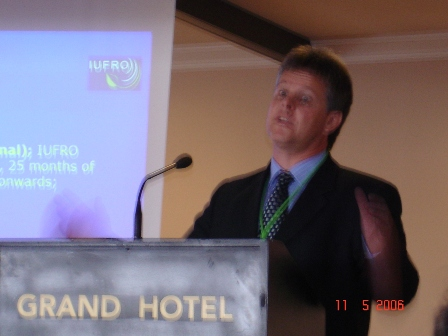 IUFRO
nal): IUFRO
, 25 months of
onwards;
GRAND HOTEL
11 5 2006